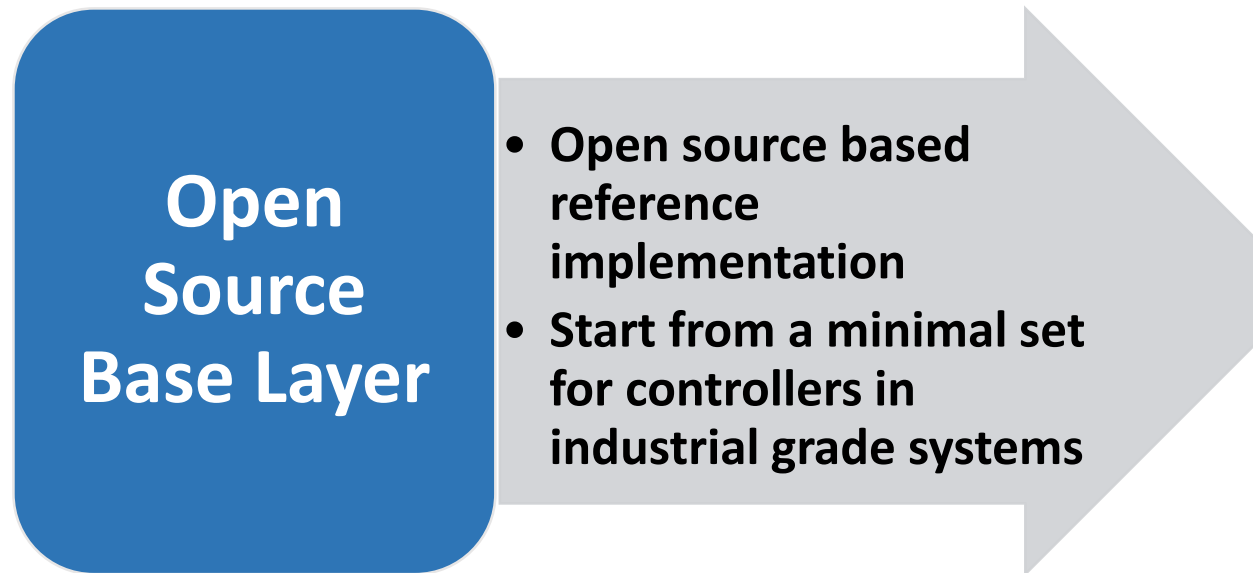 Open
Source
Base Layer
• Open source based
reference
implementation
• Start from a minimal set
for controllers in
industrial grade systems